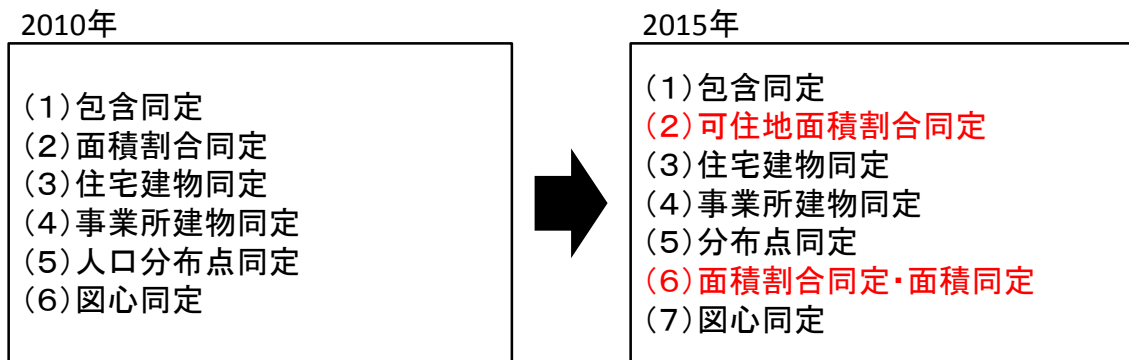 2010年
(1)包含同定
(2)面積割合同定
(3)住宅建物同定
(4)事業所建物同定
(5)人口分布点同定
(6)図心同定
2015年
(1)包含同定
(2)可住地面積割合同定
(3)住宅建物同定
(4)事業所建物同定
(5)分布点同定
(6)面積割合同定・面積同定
(7)図心同定